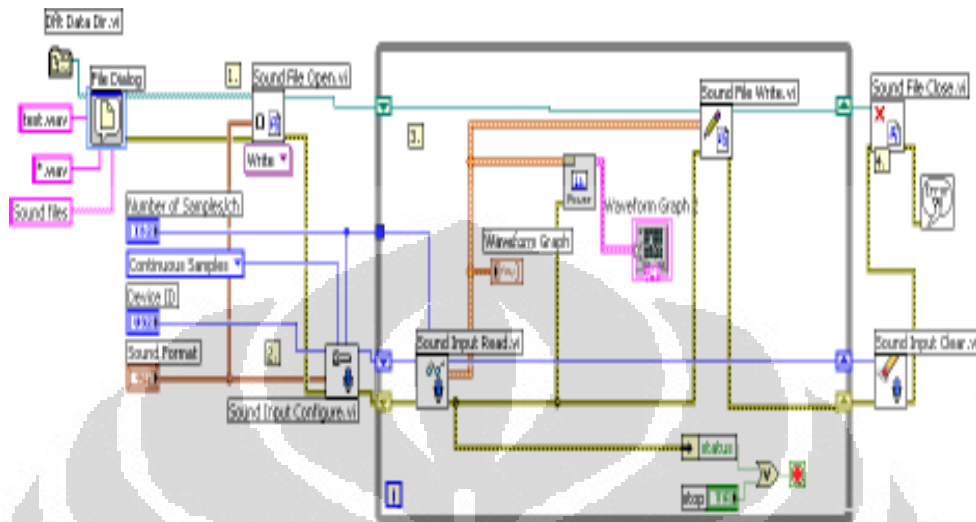 Dflt Data Dir.vi
File Dialog
1.
Sound File Open.vi
test.wav
*.wav
Sound files
Write
Number of Samples/ch
Continuous Samples
Device ID
Sound Format
2.
Sound Input Configure.vi
3.
Sound File Write.vi
Power
Waveform Graph
Waveform Graph
Sound Input Read.vi
status
stop
TF
i
Sound File Close.vi
4.
Sound Input Clear.vi